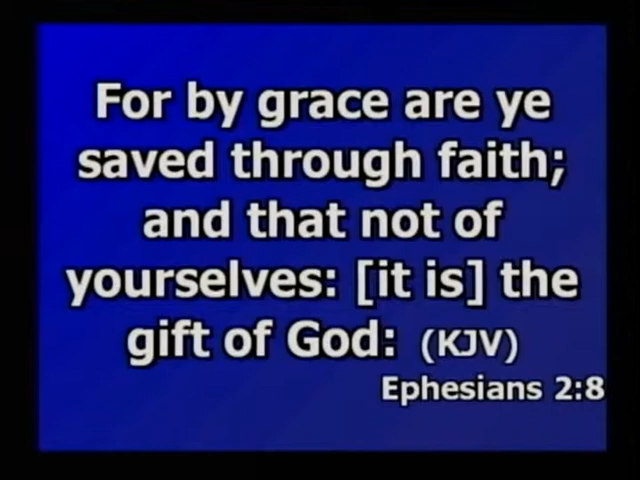 For by grace are ye
saved through faith;
and that not of
yourselves: [it is] the
gift of God: (KJV)
Ephesians 2:8